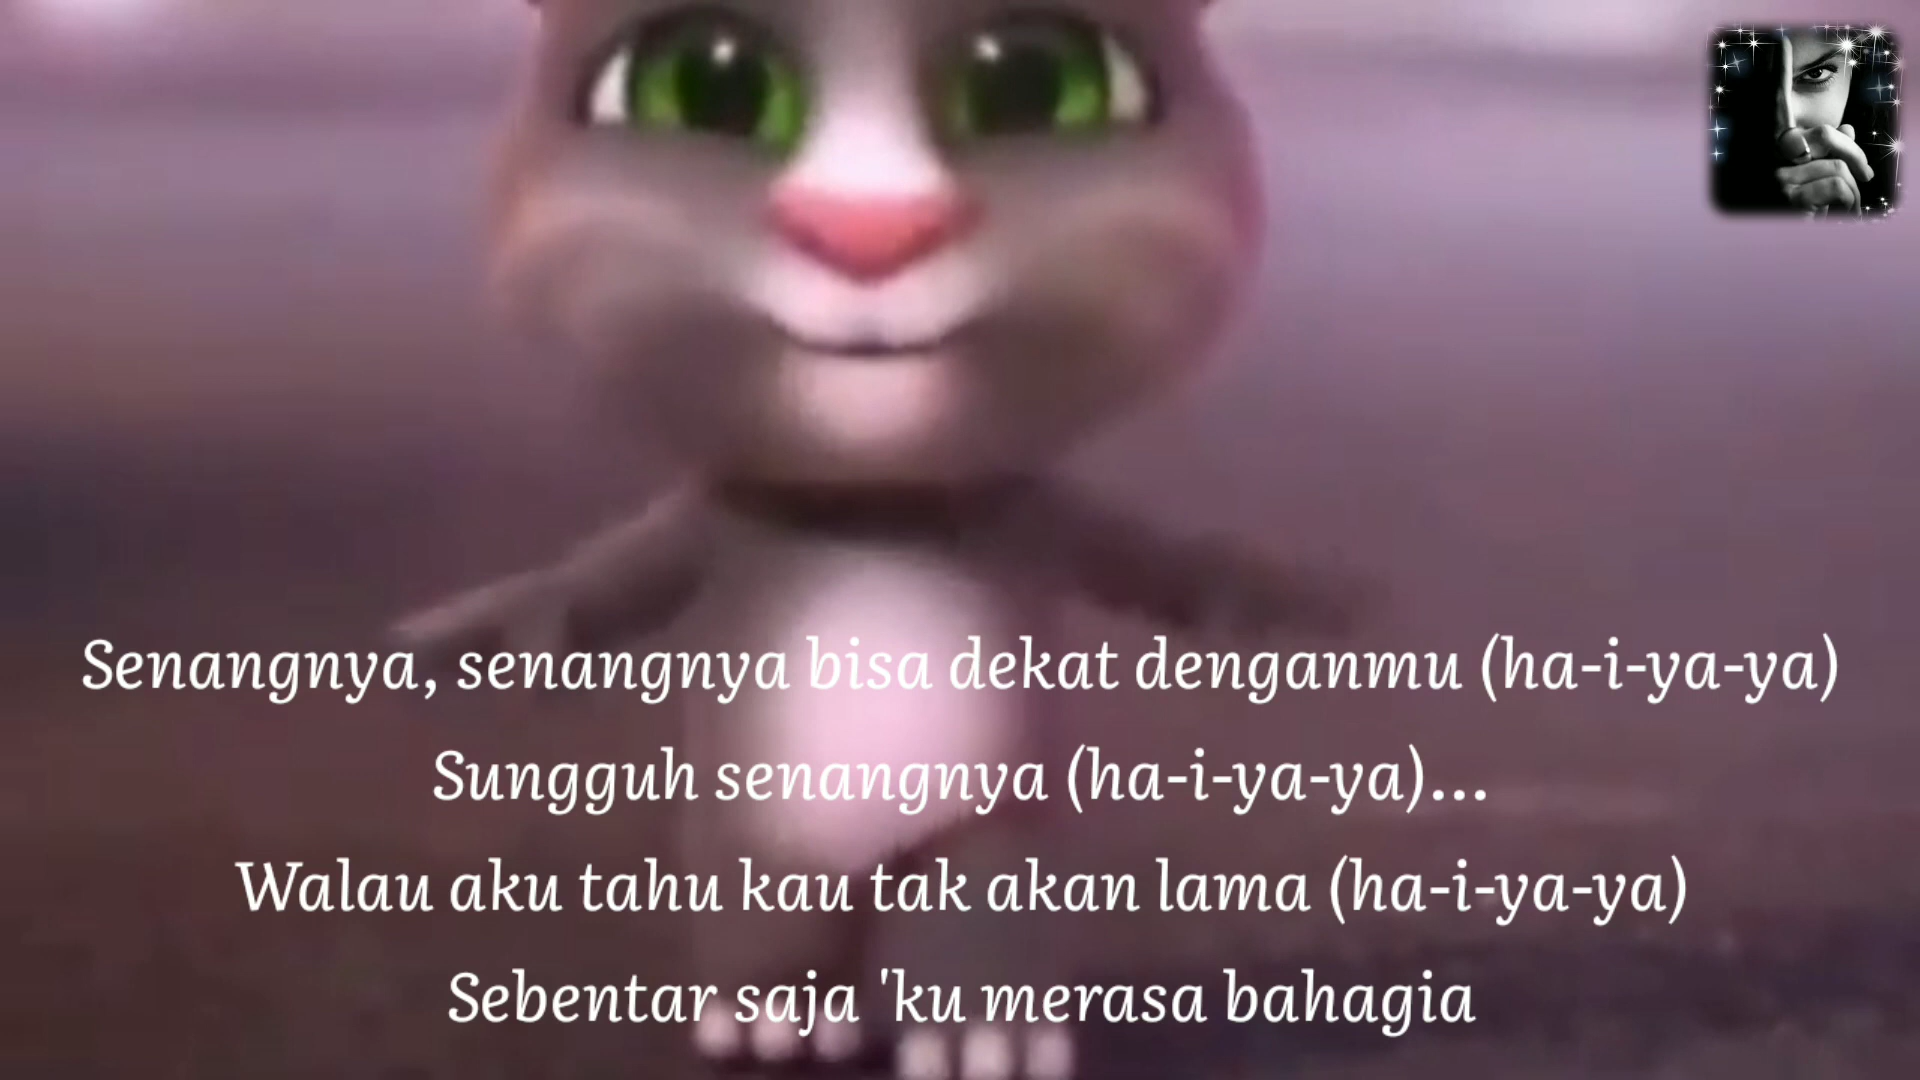 Senangnya, senangnya bisa dekat denganmu (ha-i-ya-ya)
Sungguh senangnya (ha-i-ya-ya)...
Walau aku tahu kau tak akan lama (ha-i-ya-ya)
Sebentar saja 'ku merasa bahagia